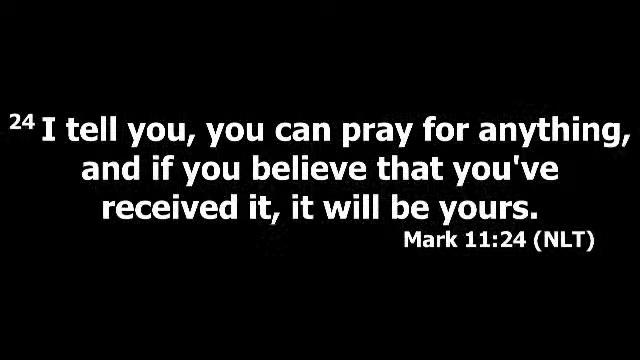 24 I tell you, you can pray for anything,
and if you believe that you've
received it, it will be yours.
Mark 11:24 (NLT)